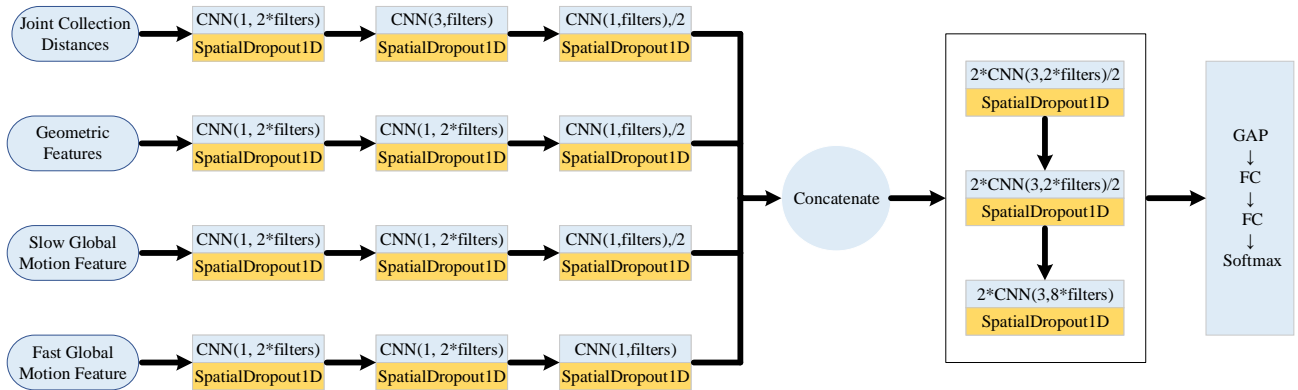 Joint Collection
Distances
CNN(1, 2*filters)
SpatialDropout1D
CNN(3,filters)
SpatialDropout1D
CNN(1,filters),/2
SpatialDropout1D
Geometric
Features
CNN(1, 2*filters)
SpatialDropout1D
CNN(1, 2*filters)
SpatialDropout1D
CNN(1,filters),/2
SpatialDropout1D
Slow Global
Motion Feature
CNN(1, 2*filters)
SpatialDropout1D
CNN(1, 2*filters)
SpatialDropout1D
CNN(1,filters),/2
SpatialDropout1D
Fast Global
Motion Feature
CNN(1, 2*filters)
SpatialDropout1D
CNN(1, 2*filters)
SpatialDropout1D
CNN(1,filters)
SpatialDropout1D
Concatenate
2*CNN(3,2*filters)/2
SpatialDropout1D
2*CNN(3,2*filters)/2
SpatialDropout1D
2*CNN(3,8*filters)
SpatialDropout1D
GAP
↓
FC
↓
FC
↓
Softmax